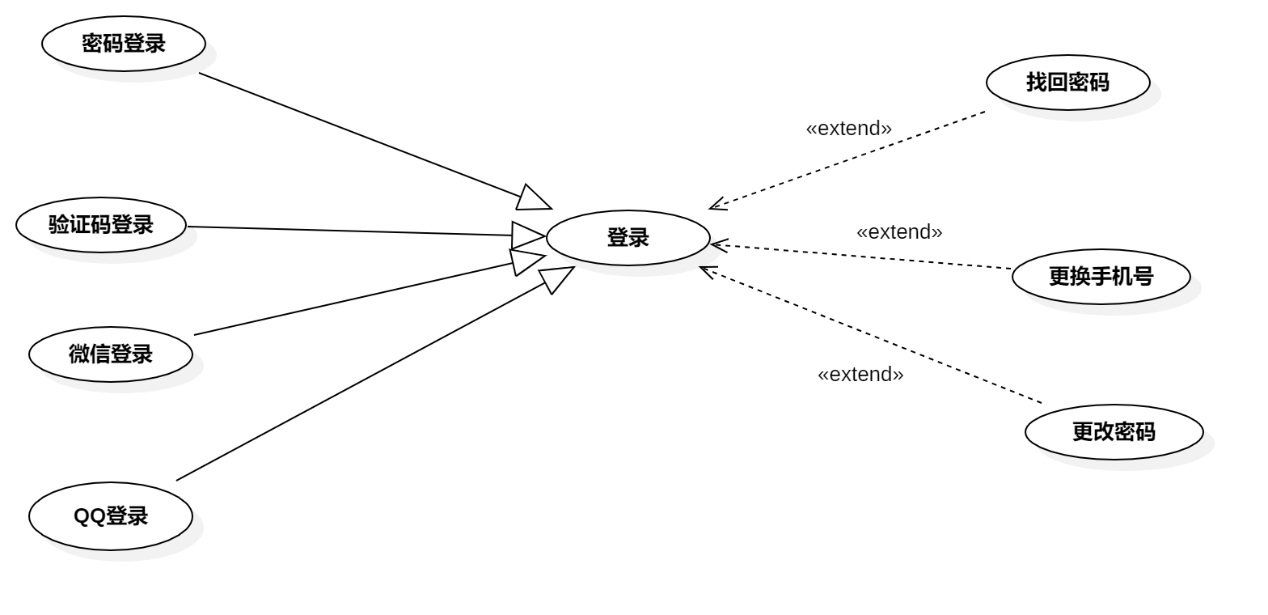 密码登录
找回密码
«extend»
验证码登录
登录
«extend»
更换手机号
微信登录
«extend»
更改密码
QQ登录